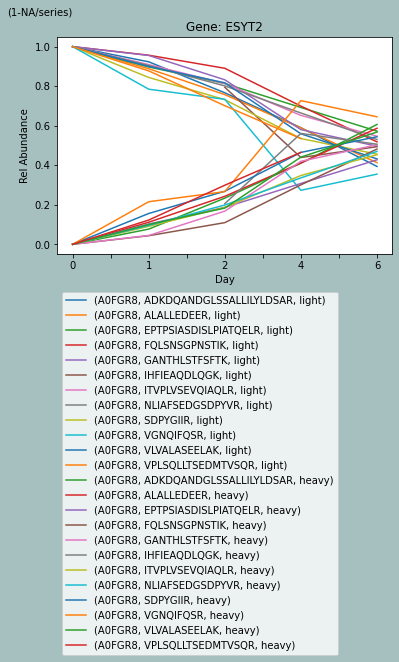 (1-NA/series)
Gene: ESYT2
1.0
0.8
0.6
0.4
0.2
0.0
Rel Abundance
0 1 2 4 6
Day
(A0FGR8, ADKDQANDGLSSALLILYLDSAR, light)
(A0FGR8, ALALLEDEER, light)
(A0FGR8, EPTPSIASDISLPIATQELR, light)
(A0FGR8, FQLSNSGPNSTIK, light)
(A0FGR8, GANTHLSTFSFTK, light)
(A0FGR8, IHFIEAQDLQGK, light)
(A0FGR8, ITVPLVSEVQIAQLR, light)
(A0FGR8, NLIAFSEDGSDPYVR, light)
(A0FGR8, SDPYGIIR, light)
(A0FGR8, VGNQIFQSR, light)
(A0FGR8, VLVALASEELAK, light)
(A0FGR8, VPLSQLLTSEDMTVSQR, light)
(A0FGR8, ADKDQANDGLSSALLILYLDSAR, heavy)
(A0FGR8, ALALLEDEER, heavy)
(A0FGR8, EPTPSIASDISLPIATQELR, heavy)
(A0FGR8, FQLSNSGPNSTIK, heavy)
(A0FGR8, GANTHLSTFSFTK, heavy)
(A0FGR8, IHFIEAQDLQGK, heavy)
(A0FGR8, ITVPLVSEVQIAQLR, heavy)
(A0FGR8, NLIAFSEDGSDPYVR, heavy)
(A0FGR8, SDPYGIIR, heavy)
(A0FGR8, VGNQIFQSR, heavy)
(A0FGR8, VLVALASEELAK, heavy)
(A0FGR8, VPLSQLLTSEDMTVSQR, heavy)